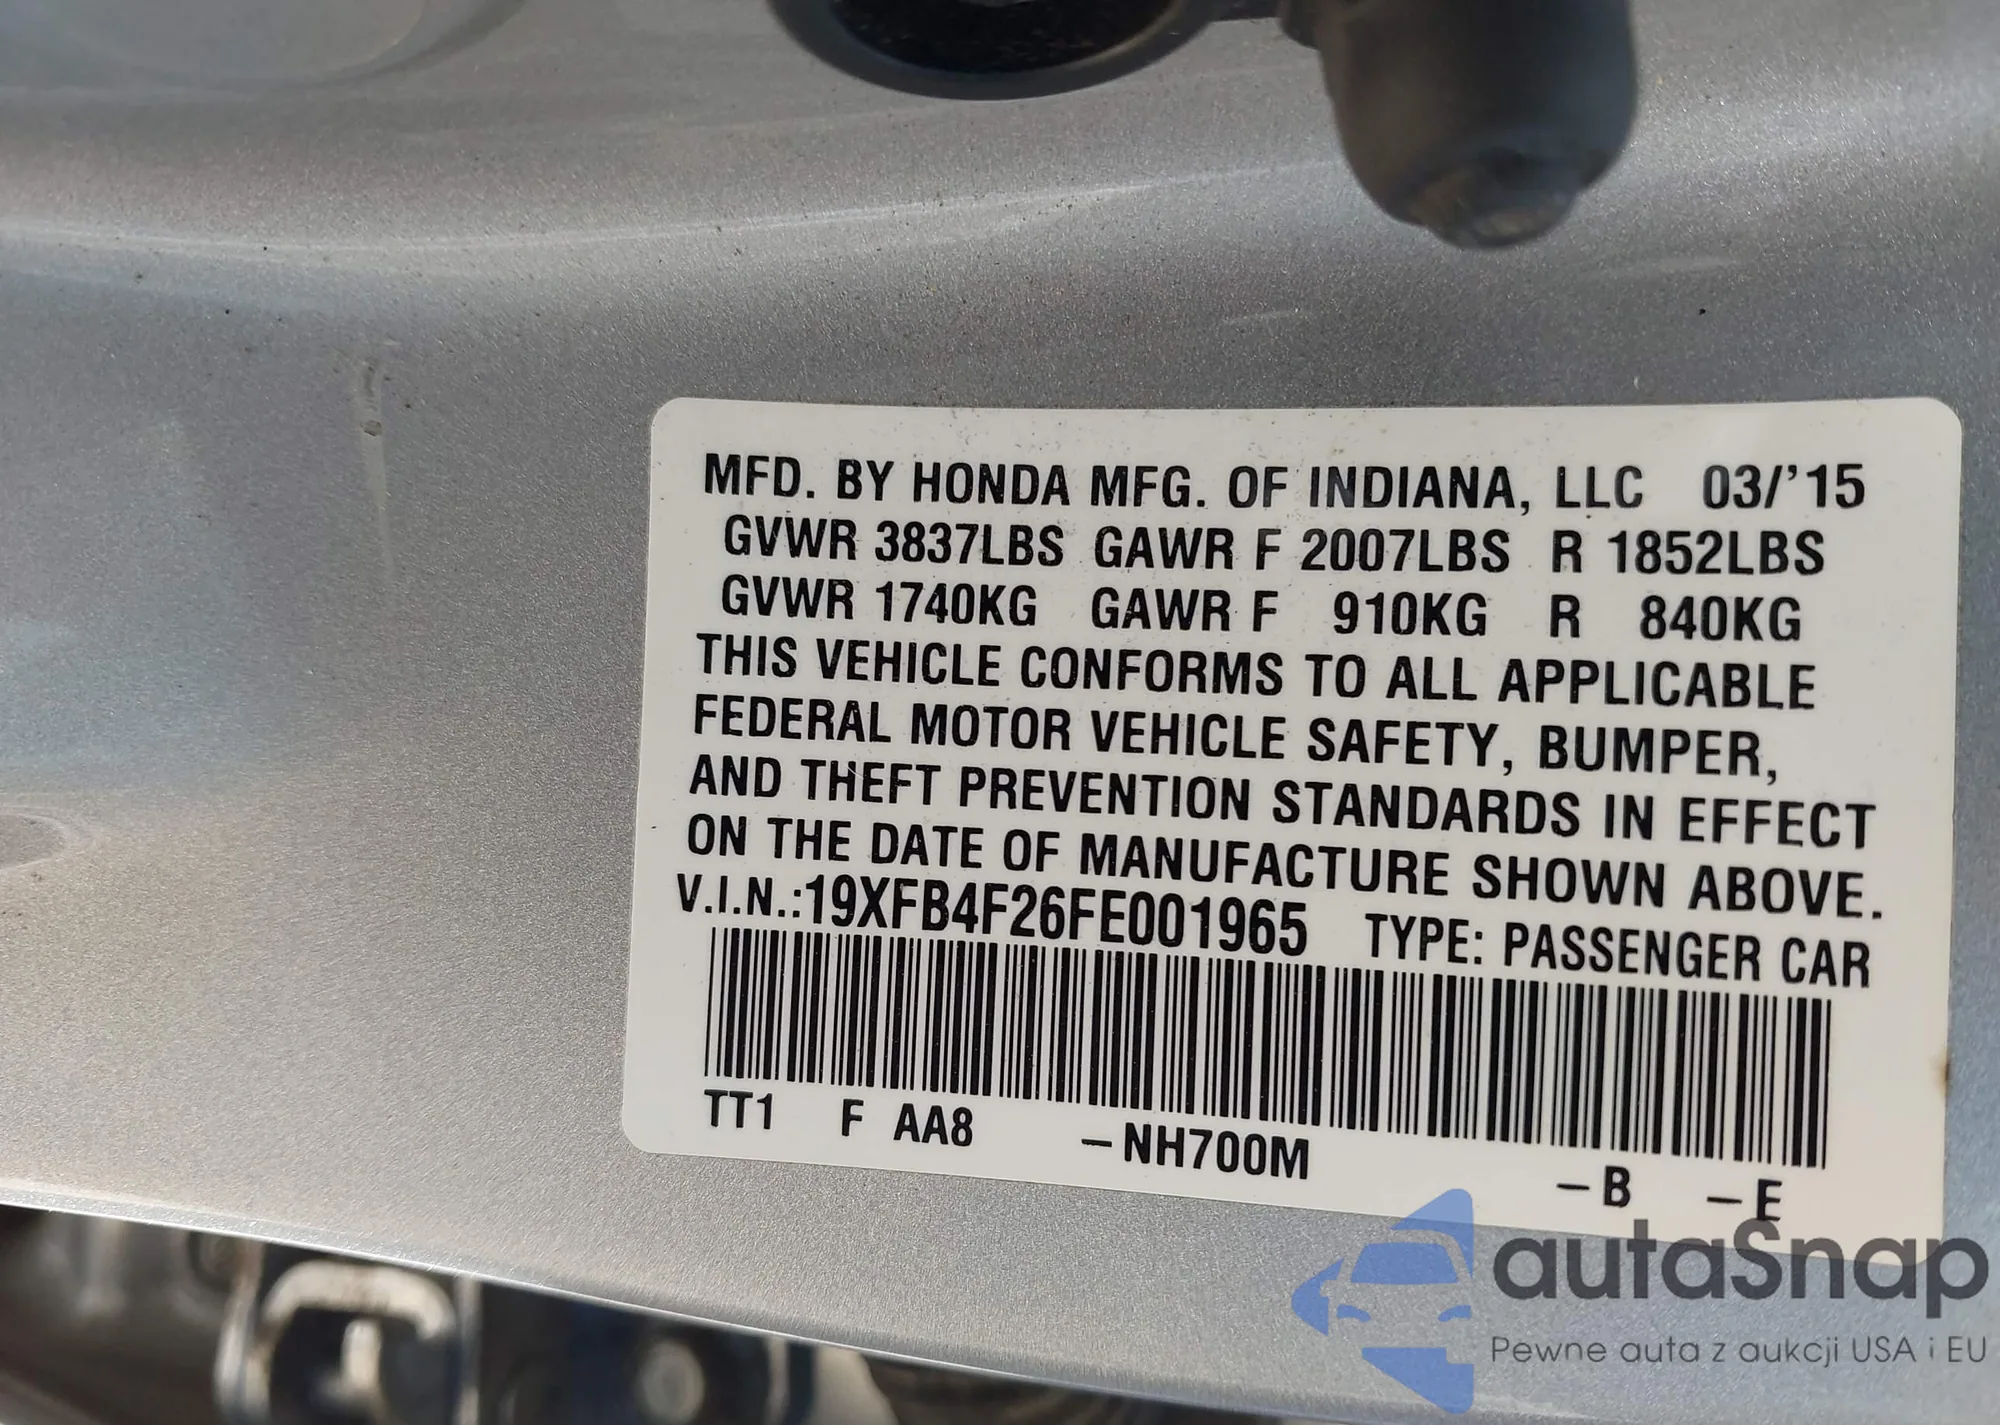 MFD. BY HONDA MFG. OF INDIANA, LLC 03/'15
GVWR 3837LBS GAWR F 2007LBS R 1852LBS
GVWR 1740KG GAWR F 910KG R 840KG
THIS VEHICLE CONFORMS TO ALL APPLICABLE
FEDERAL MOTOR VEHICLE SAFETY, BUMPER,
AND THEFT PREVENTION STANDARDS IN EFFECT
ON THE DATE OF MANUFACTURE SHOWN ABOVE.
V.I.N.:19XFB4F26FE001965 TYPE: PASSENGER CAR
TT1 F AA8 –NH700M –B –E
autaSnap
Pewne auta z aukcji USA i EU